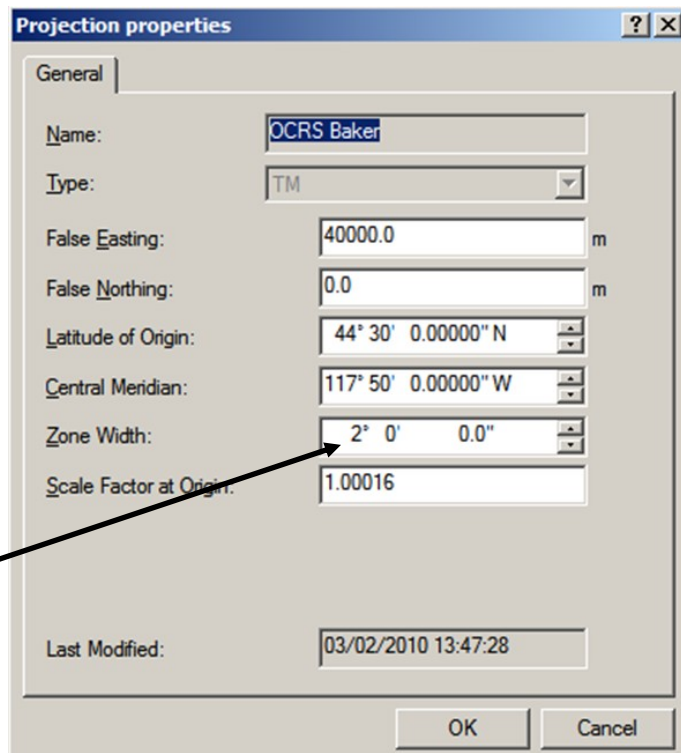 Projection properties
General
Name: OCRS Baker
Type: TM
False Easting: 40000.0 m
False Northing: 0.0 m
Latitude of Origin: 44° 30' 0.00000" N
Central Meridian: 117° 50' 0.00000" W
Zone Width: 2° 0' 0.0"
Scale Factor at Origin: 1.00016
Last Modified: 03/02/2010 13:47:28
OK Cancel